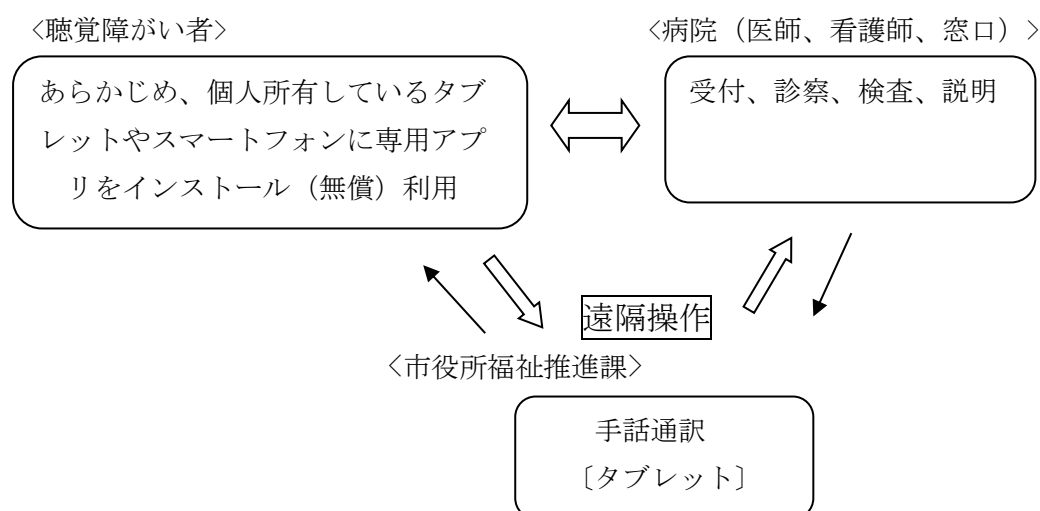 <聴覚障がい者>
<病院（医師、看護師、窓口）>
あらかじめ、個人所有しているタブ
レットやスマートフォンに専用アプ
リをインストール（無償）利用
受付、診察、検査、説明
遠隔操作
<市役所福祉推進課>
手話通訳
〔タブレット〕